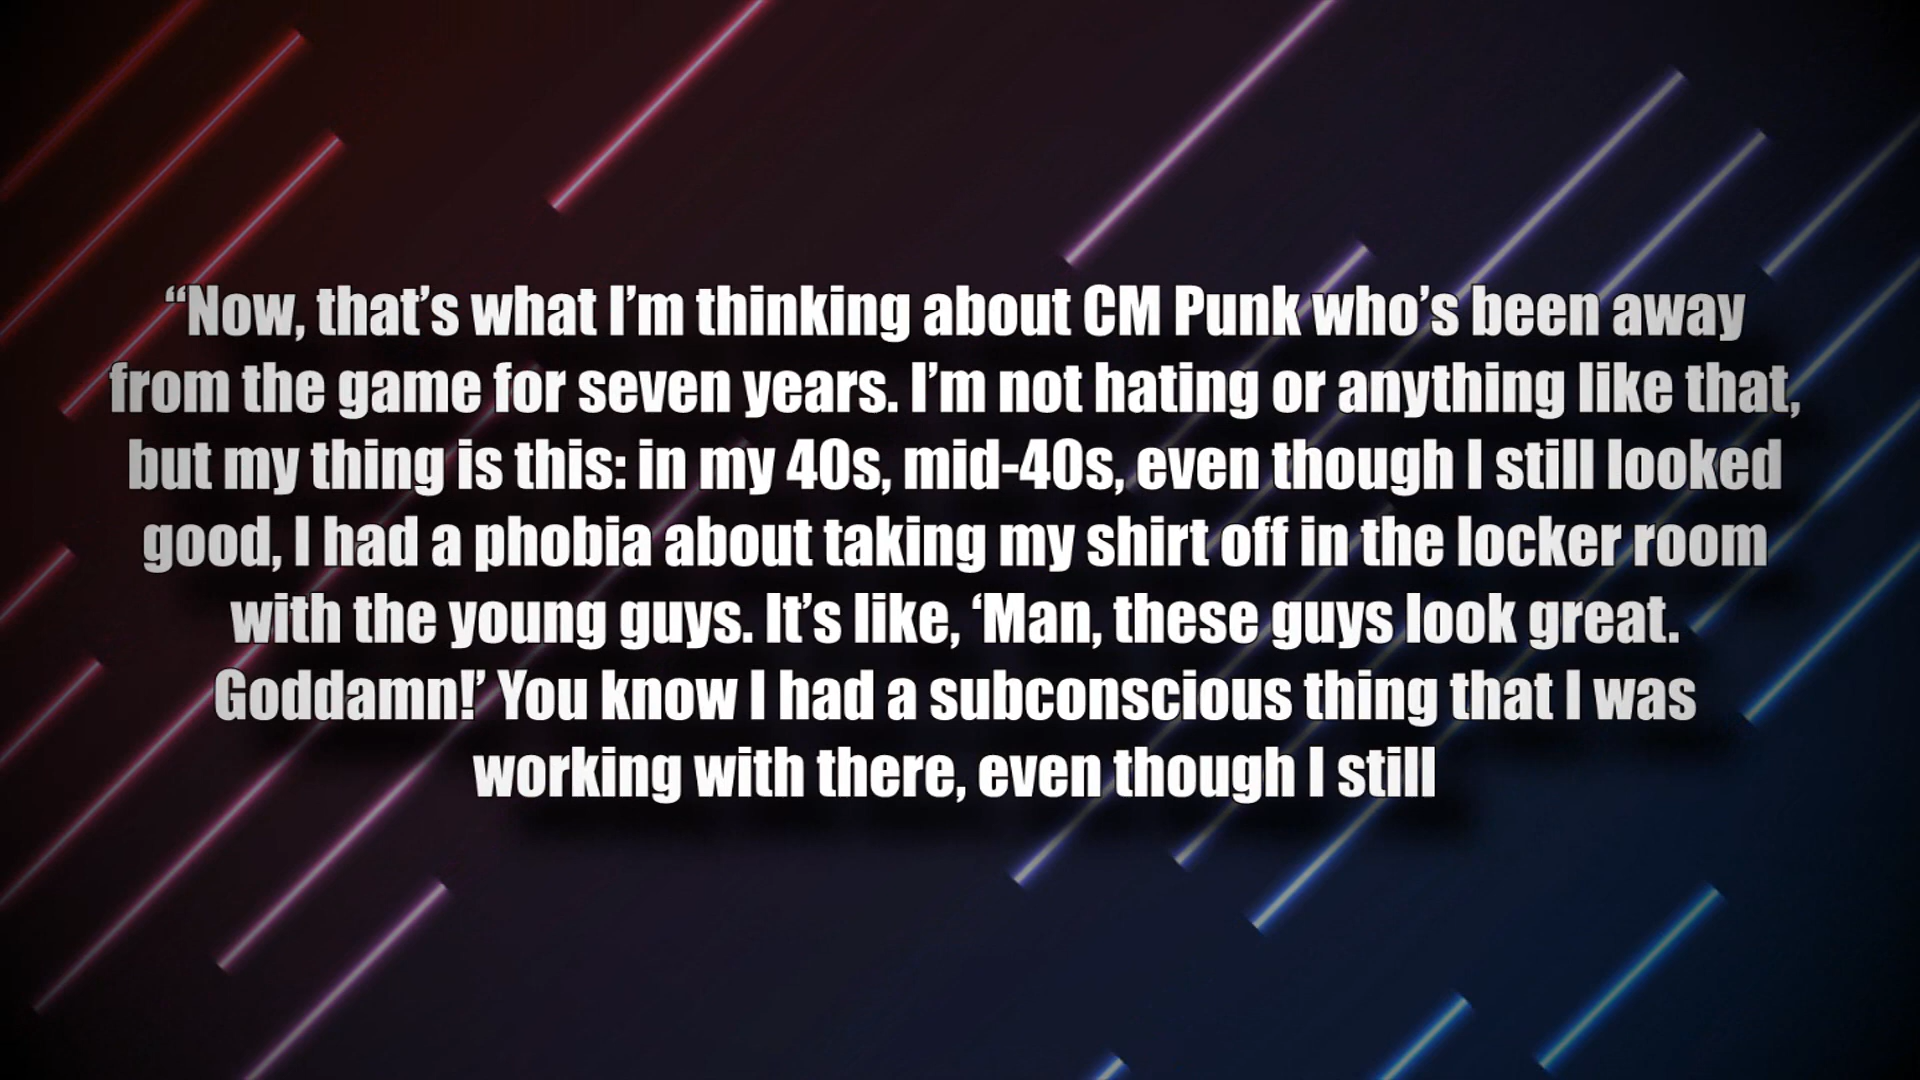 “Now, that’s what I’m thinking about CM Punk who’s been away
from the game for seven years. I’m not hating or anything like that,
but my thing is this: in my 40s, mid-40s, even though I still looked
good, I had a phobia about taking my shirt off in the locker room
with the young guys. It’s like, ‘Man, these guys look great.
Goddamn!’ You know I had a subconscious thing that I was
working with there, even though I still